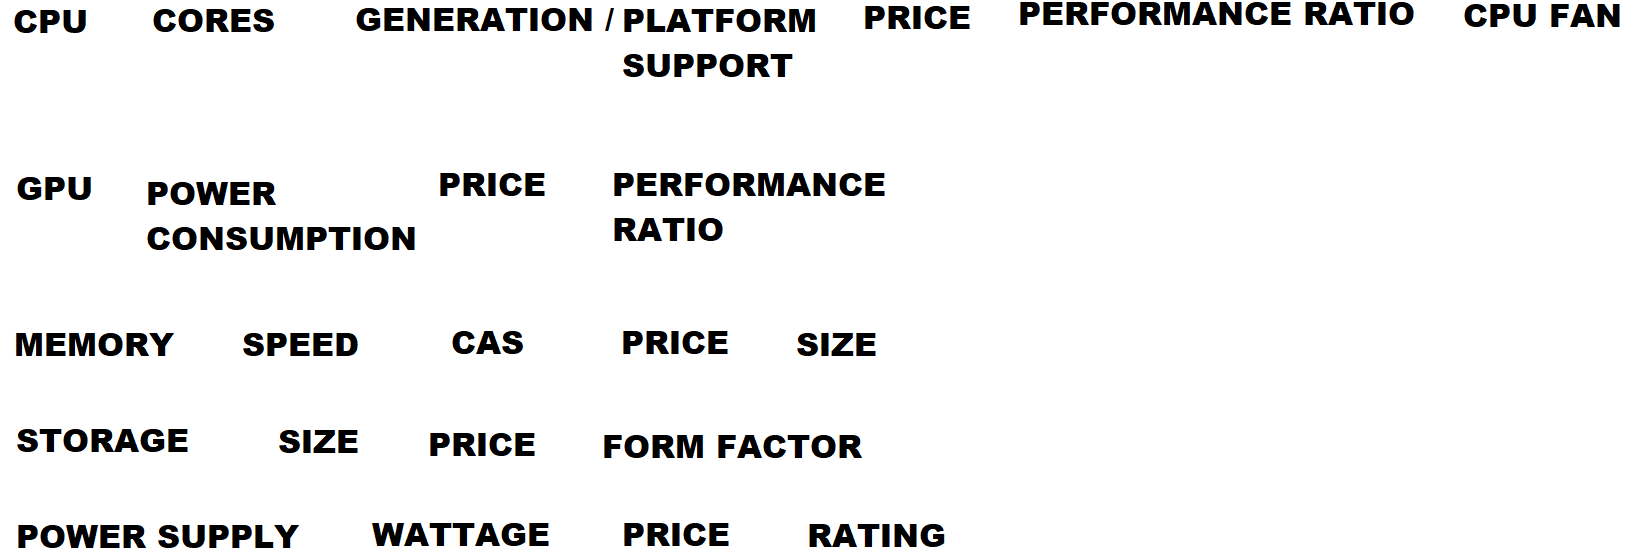 CPU CORES GENERATION / PLATFORM SUPPORT PRICE PERFORMANCE RATIO CPU FAN
GPU POWER CONSUMPTION PRICE PERFORMANCE RATIO
MEMORY SPEED CAS PRICE SIZE
STORAGE SIZE PRICE FORM FACTOR
POWER SUPPLY WATTAGE PRICE RATING